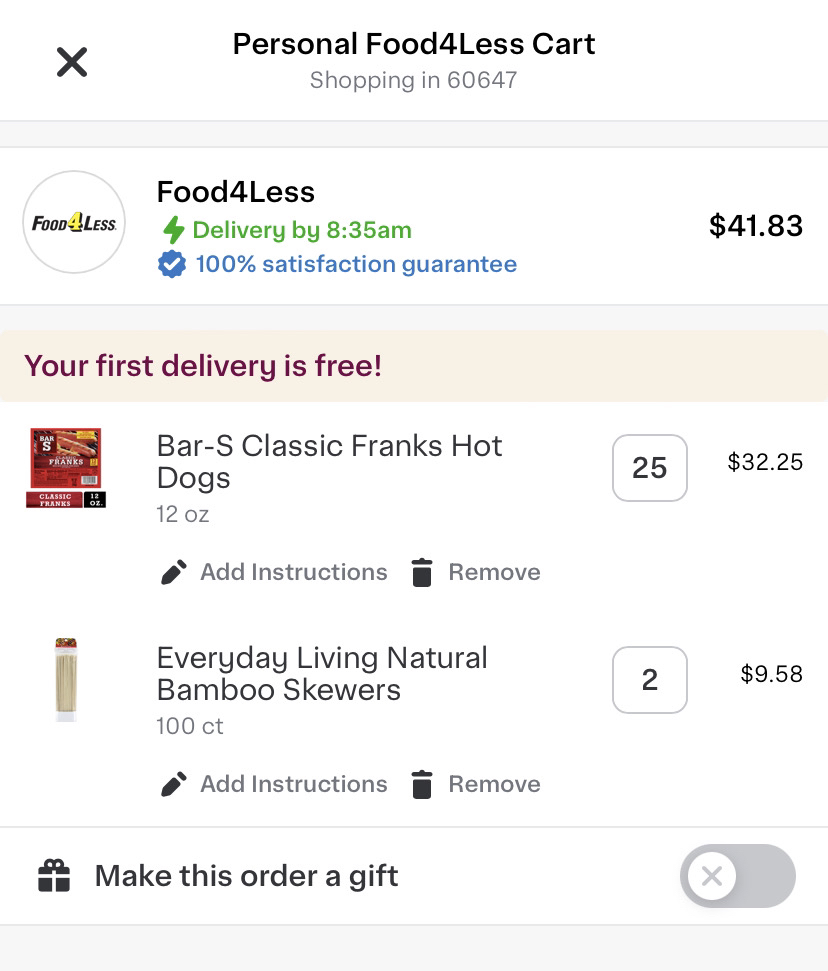 Personal Food4Less Cart
Shopping in 60647
FOOD4LESS.
Food4Less
Delivery by 8:35am
$41.83
100% satisfaction guarantee
Your first delivery is free!
BAR
S
CLASSIC
FRANKS
CLASSIC
FRANKS
12
OZ.
Bar-S Classic Franks Hot
Dogs
12 oz
25
$32.25
Add Instructions Remove
Everyday Living Natural
Bamboo Skewers
100 ct
2
$9.58
Add Instructions Remove
Make this order a gift